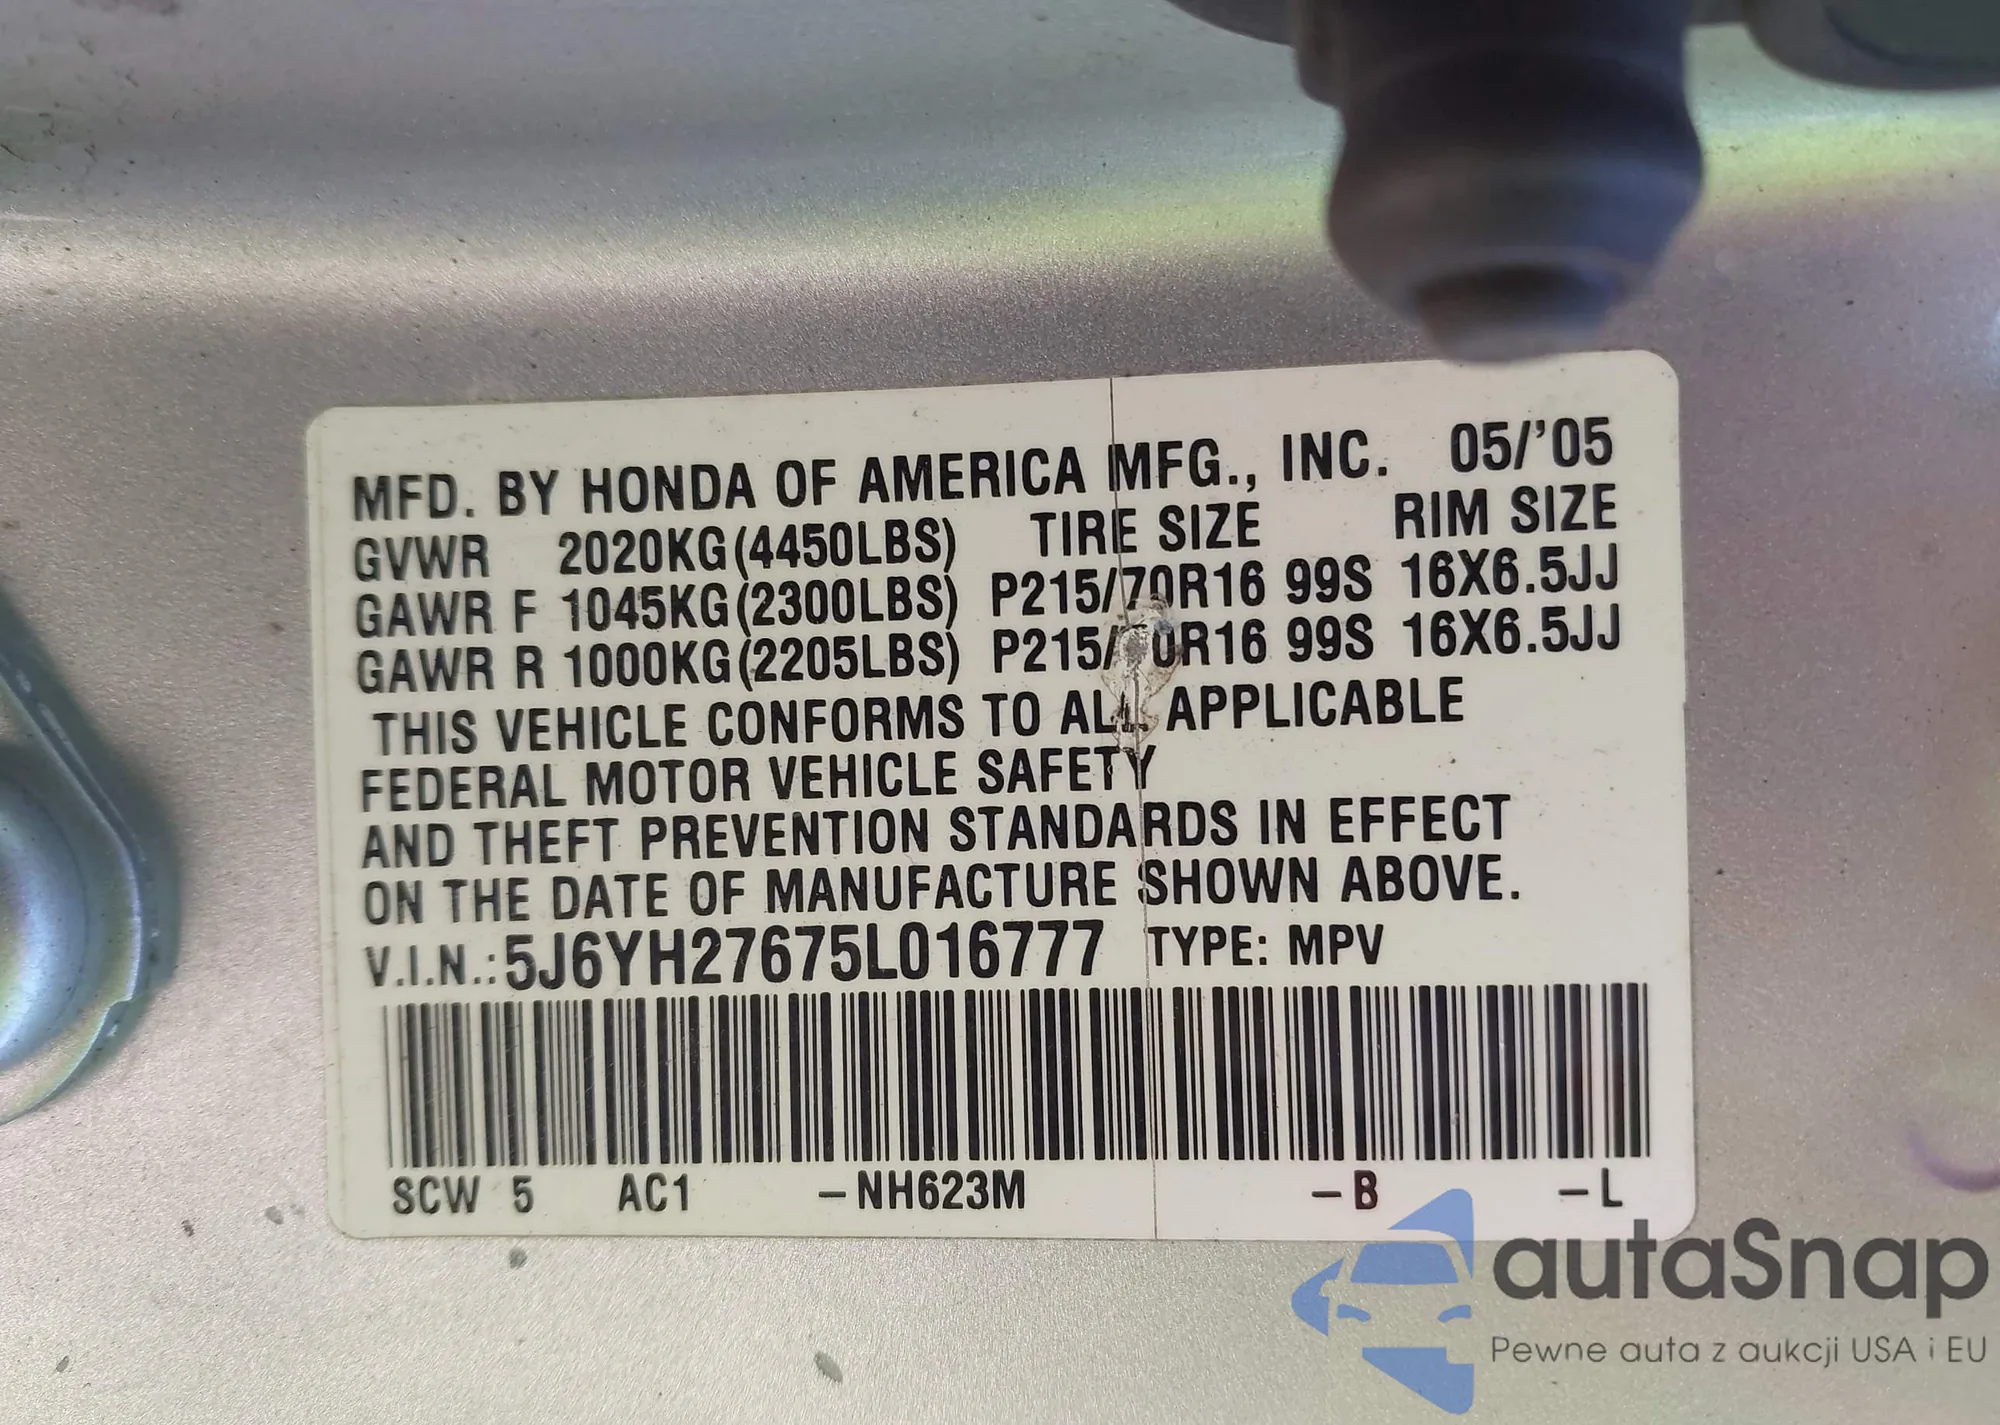 MFD. BY HONDA OF AMERICA MFG., INC. 05/'05
GVWR 2020KG(4450LBS) TIRE SIZE RIM SIZE
GAWR F 1045KG(2300LBS) P215/70R16 99S 16X6.5JJ
GAWR R 1000KG(2205LBS) P215/70R16 99S 16X6.5JJ
THIS VEHICLE CONFORMS TO ALL APPLICABLE
FEDERAL MOTOR VEHICLE SAFETY
AND THEFT PREVENTION STANDARDS IN EFFECT
ON THE DATE OF MANUFACTURE SHOWN ABOVE.
V.I.N.:5J6YH27675L016777 TYPE: MPV
SCW 5 AC1 -NH623M -B -L
autaSnap
Pewne auta z aukcji USA i EU